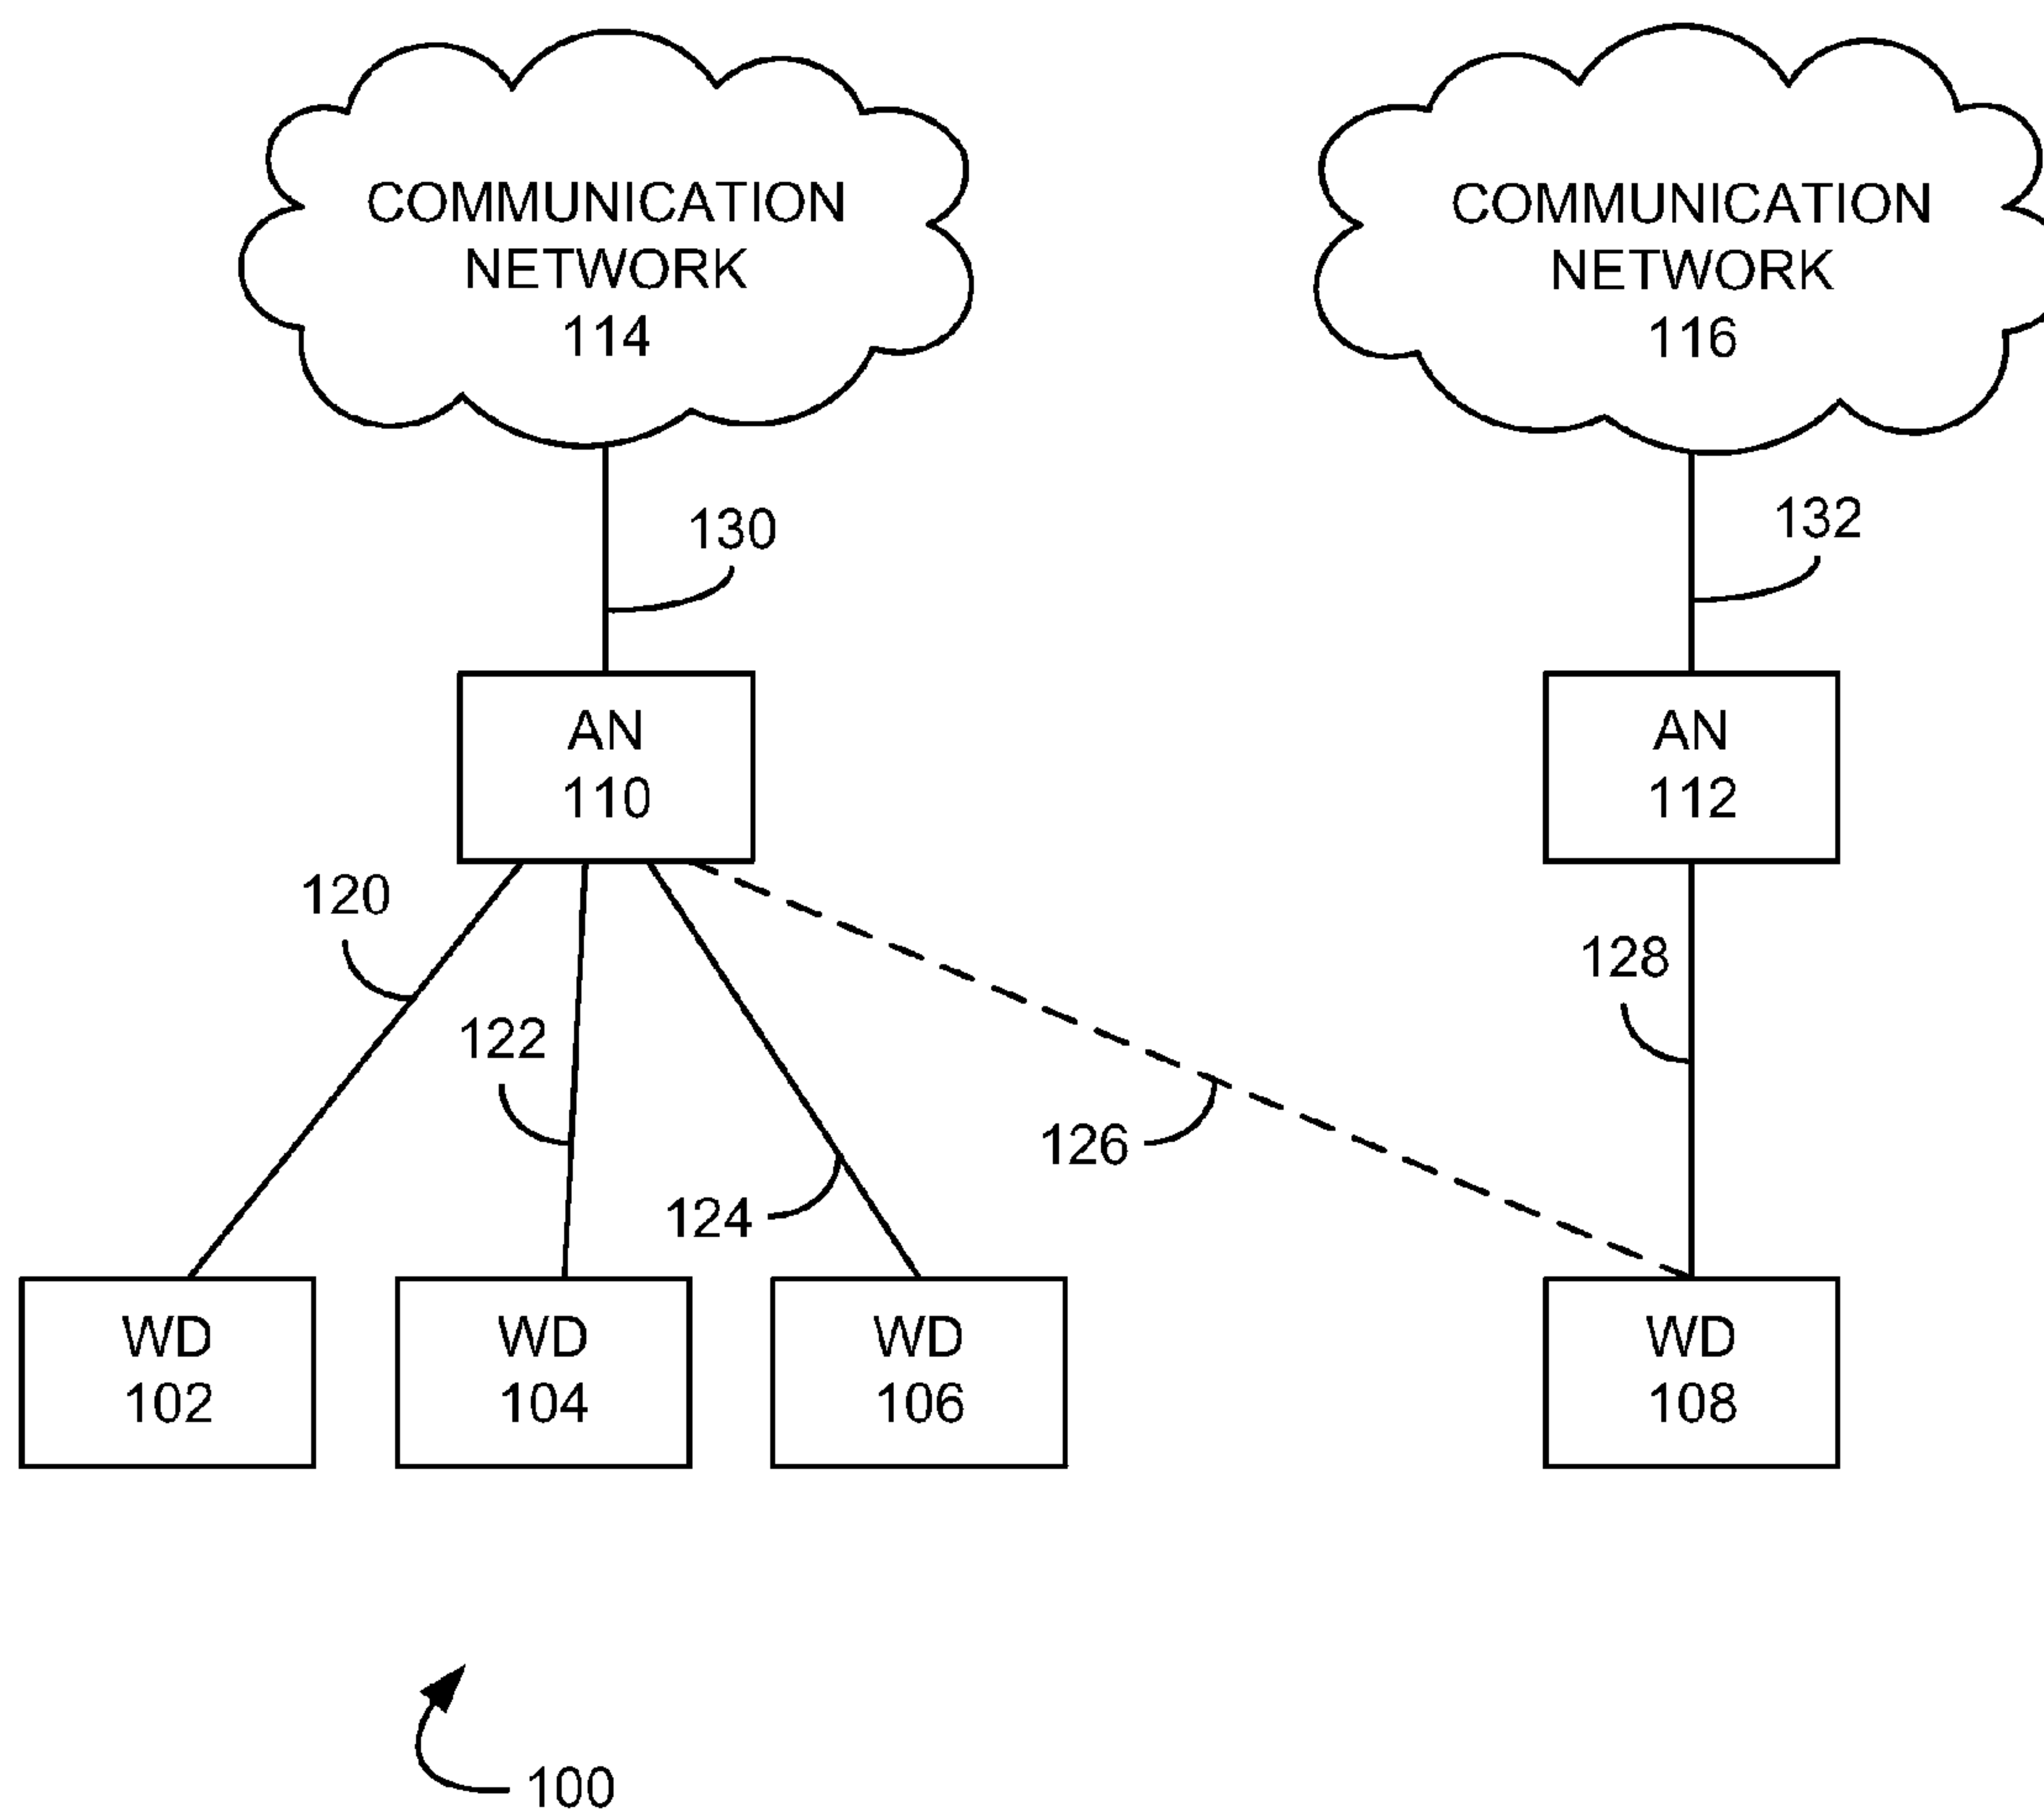 COMMUNICATION
NETWORK
114
COMMUNICATION
NETWORK
116
130
132
AN
110
AN
112
120
122
124
126
128
WD
102
WD
104
WD
106
WD
108
100